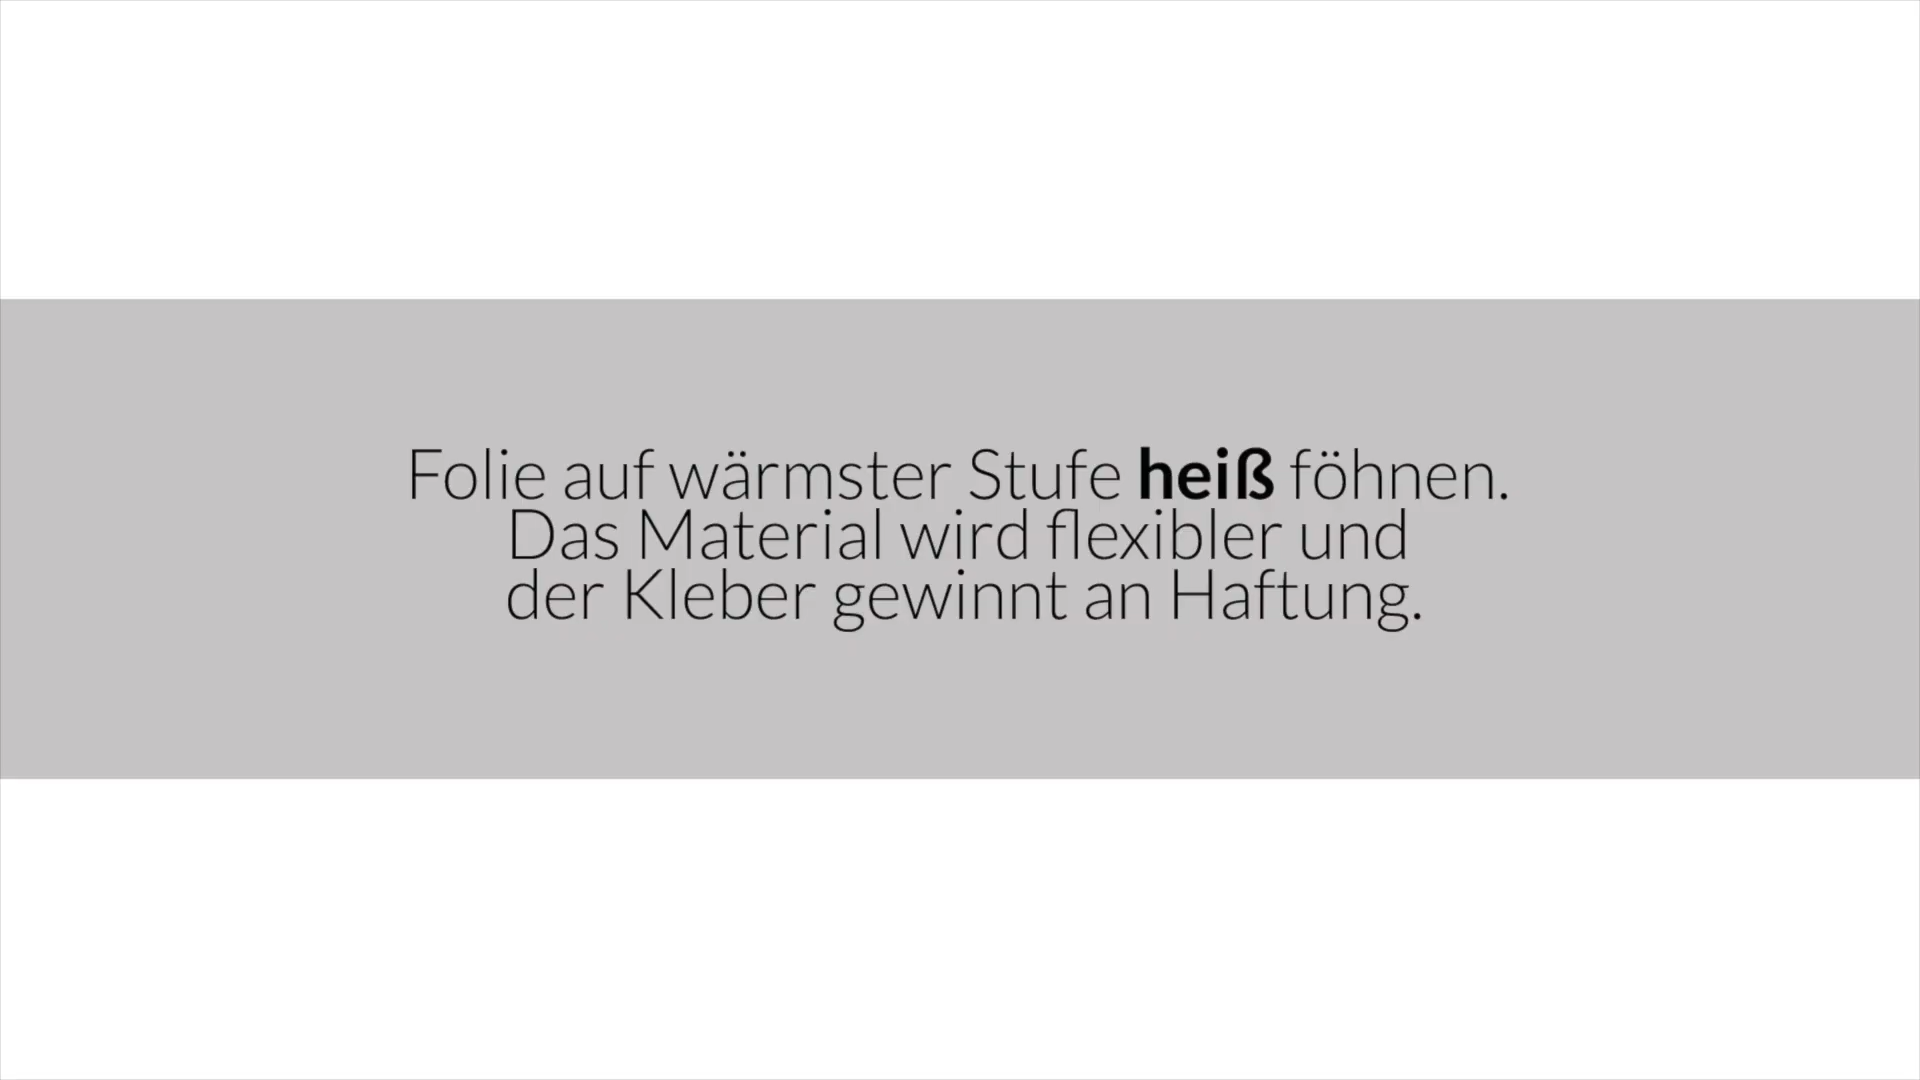 Folie auf wärmster Stufe heiß föhnen.
Das Material wird flexibler und
der Kleber gewinnt an Haftung.